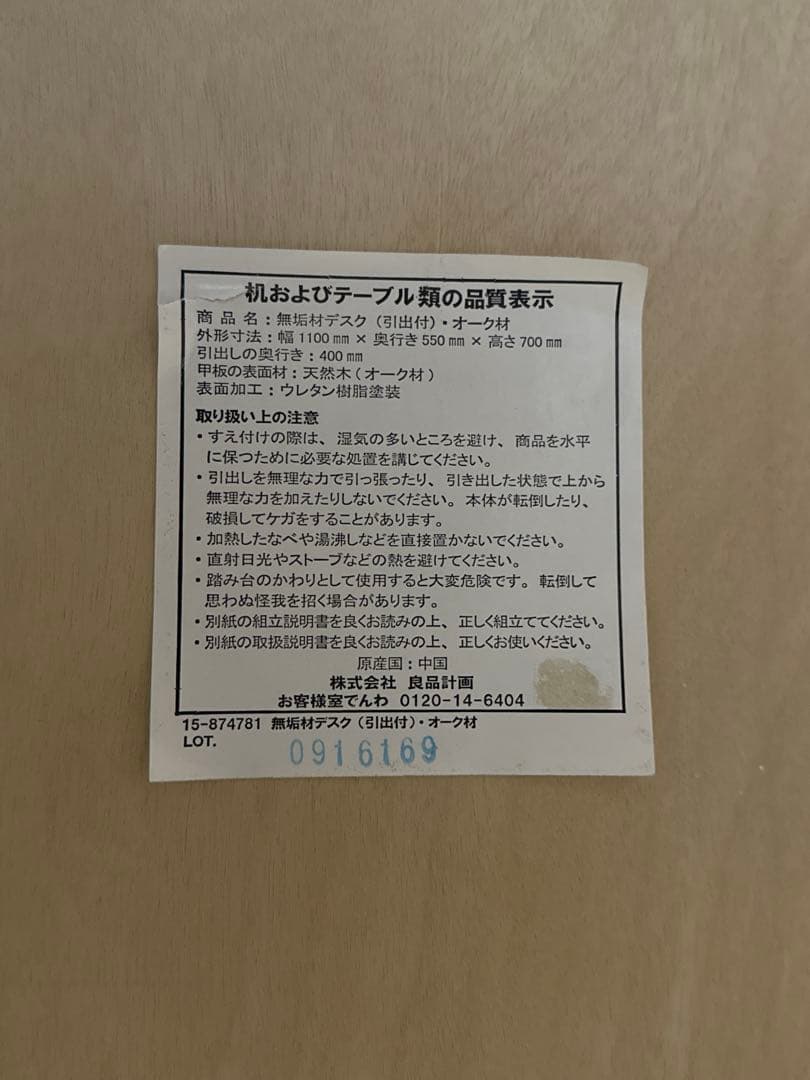 机およびテーブル類の品質表示
商品名：無垢材デスク（引出付）・オーク材
外形寸法：幅1100㎜×奥行き550㎜×高さ700㎜
引出しの奥行き：400㎜
甲板の表面材：天然木（オーク材）
表面加工：ウレタン樹脂塗装
取り扱い上の注意
・すえ付けの際は、湿気の多いところを避け、商品を水平
に保つために必要な処置を講じてください。
・引出しを無理な力で引っ張ったり、引き出した状態で上から
無理な力を加えたりしないでください。本体が転倒したり、
破損してケガをすることがあります。
・加熱したなべや湯沸しなどを直接置かないでください。
・直射日光やストーブなどの熱を避けてください。
・踏み台のかわりとして使用すると大変危険です。転倒して
思わぬ怪我を招く場合があります。
・別紙の組立説明書を良くお読みの上、正しく組立ててください。
・別紙の取扱説明書を良くお読みの上、正しくお使いください。
原産国：中国
株式会社 良品計画
お客様室でんわ 0120-14-6404
15-874781 無垢材デスク（引出付）・オーク材
LOT.
0916169